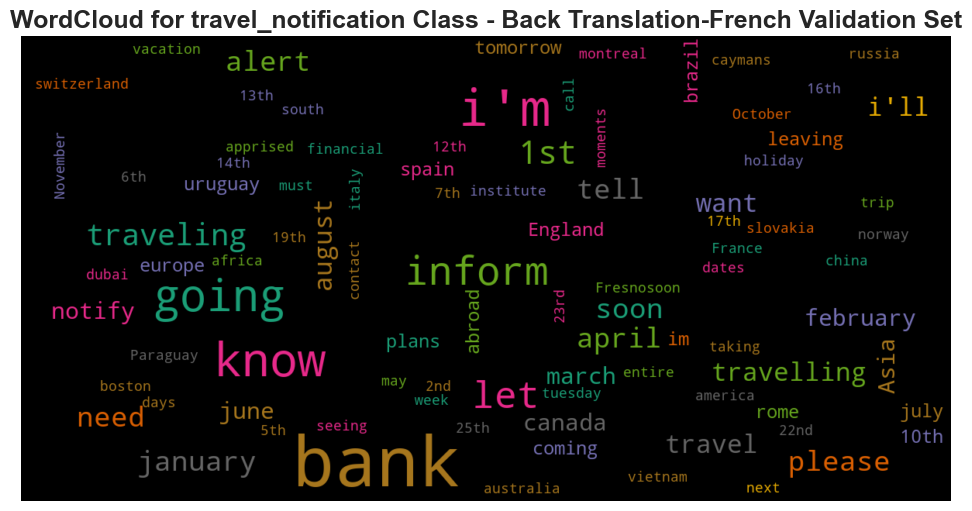 WordCloud for travel_notification Class - Back Translation-French Validation Set
vacation
tomorrow
montreal
brazil
caymans
russia
switzerland
alert
13th
south
i'm
call
16th
October
i'll
November
apprised
financial
12th
1st
moments
leaving
14th
holiday
6th
uruguay
must
italy
spain
7th
institute
tell
want
trip
17th
slovakia
norway
traveling
19th
august
England
France
china
dubai
europe
africa
contact
inform
dates
going
abroad
23rd
Fresnosoon
soon
notify
february
Paraguay
know
plans
april
im
taking
Asia
boston
days
may
2nd
week
let
march
tuesday
entire
travelling
america
need
june
5th
seeing
25th
canada
rome
22nd
july
10th
january
bank
coming
travel
please
australia
vietnam
next